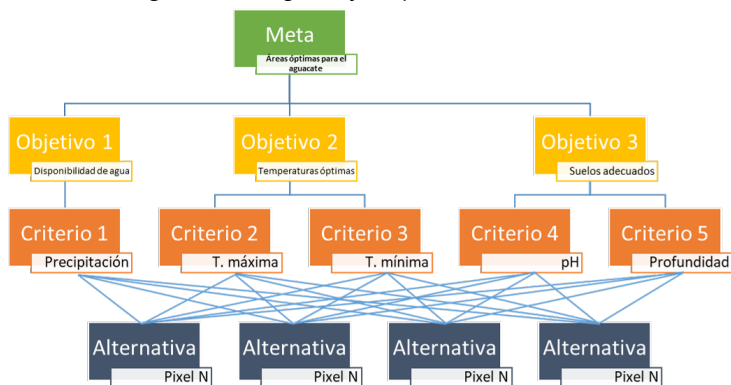 Meta
Áreas óptimas para el
aguacate
Objetivo 1
Disponibilidad de agua
Objetivo 2
Temperaturas óptimas
Objetivo 3
Suelos adecuados
Criterio 1
Precipitación
Criterio 2
T. máxima
Criterio 3
T. mínima
Criterio 4
pH
Criterio 5
Profundidad
Alternativa
Pixel N
Alternativa
Pixel N
Alternativa
Pixel N
Alternativa
Pixel N